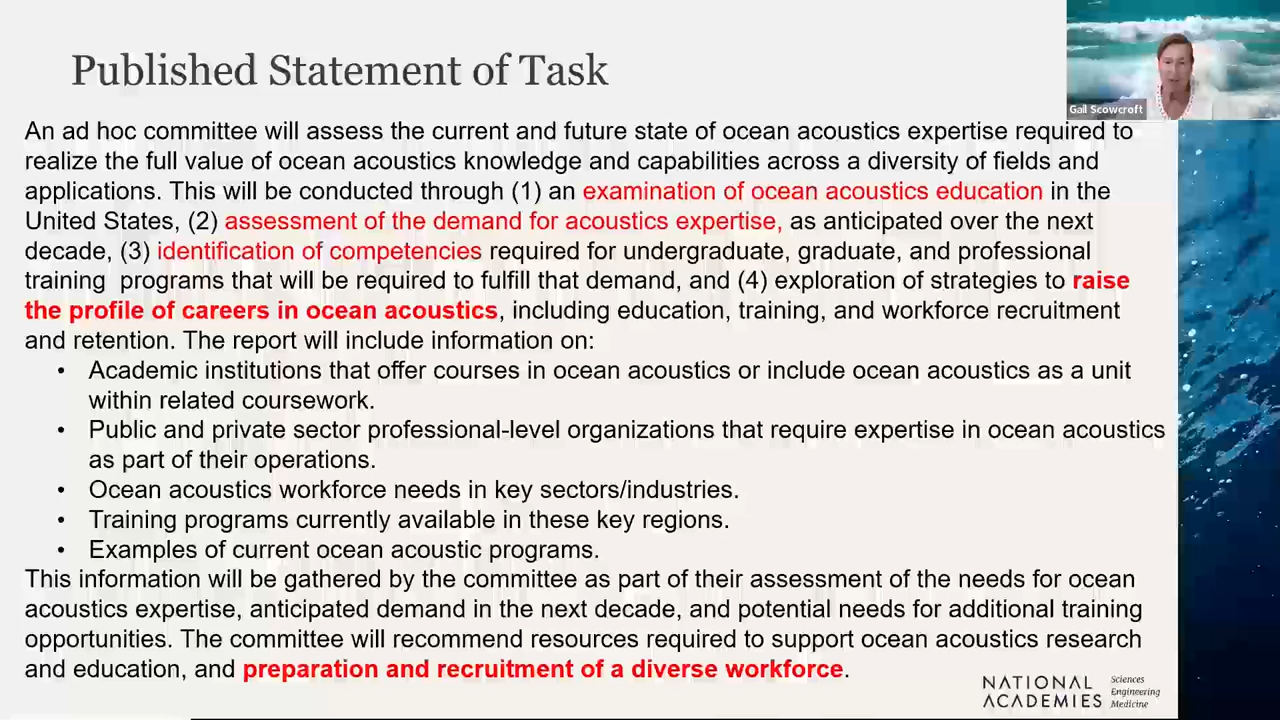 Published Statement of Task
Gail Scowcroft
An ad hoc committee will assess the current and future state of ocean acoustics expertise required to
realize the full value of ocean acoustics knowledge and capabilities across a diversity of fields and
applications. This will be conducted through (1) an examination of ocean acoustics education in the
United States, (2) assessment of the demand for acoustics expertise, as anticipated over the next
decade, (3) identification of competencies required for undergraduate, graduate, and professional
training programs that will be required to fulfill that demand, and (4) exploration of strategies to raise
the profile of careers in ocean acoustics, including education, training, and workforce recruitment
and retention. The report will include information on:
• Academic institutions that offer courses in ocean acoustics or include ocean acoustics as a unit
within related coursework.
• Public and private sector professional-level organizations that require expertise in ocean acoustics
as part of their operations.
• Ocean acoustics workforce needs in key sectors/industries.
• Training programs currently available in these key regions.
• Examples of current ocean acoustic programs.
This information will be gathered by the committee as part of their assessment of the needs for ocean
acoustics expertise, anticipated demand in the next decade, and potential needs for additional training
opportunities. The committee will recommend resources required to support ocean acoustics research
and education, and preparation and recruitment of a diverse workforce.
NATIONAL
ACADEMIES
Sciences
Engineering
Medicine